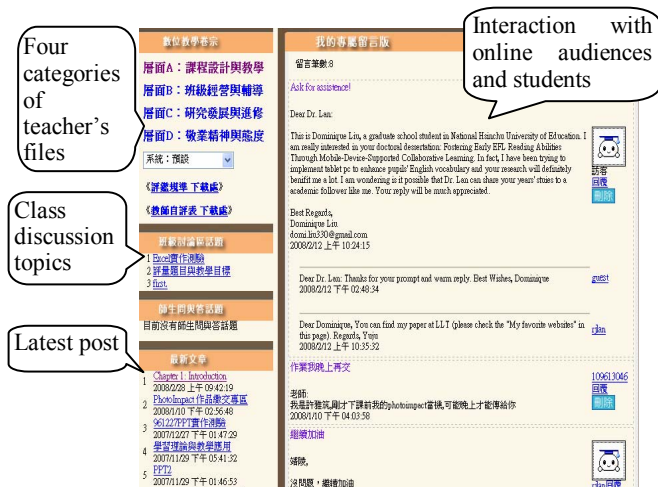 Four
categories
of
teacher's
files
Class
discussion
topics
Latest post
Interaction with
online audiences
and students
數位教學卷宗
層面A：課程設計與教學
層面B：班級經營與輔導
層面C：研究發展與進修
層面D：敬業精神與態度
系統：預設
《評鑑規準 下載處》
《教師自評表 下載處》
班級討論區話題
1 Excel實作測驗
2 評量題目與教學目標
3 first.
師生問與答話題
目前沒有師生問與答話題
最新文章
1 Chapter 1: Introduction
2008/2/28 上午 09:42:19
2 PhotoImpact 作品繳交專區
2008/1/10 下午 02:56:48
3 961227PPT實作測驗
2007/12/27 下午 01:47:29
4 學習理論與教學應用
2007/11/29 下午 05:41:32
5 PPT2
2007/11/29 下午 01:46:53
我的專屬留言版
留言筆數:8
Ask for assistence!
Dear Dr. Lan:
This is Dominique Liu, a graduate school student in National Hsinchu University of Education. I
am really interested in your doctoral desertation: Fostering Early EFL Reading Abilities
Through Mobile-Device-Supported Collaborative Learning. In fact, I have been trying to
implement tablet pc to enhance pupils' English vocabulary and your research will definitely
benifit me a lot. I am wondering is it possible that Dr. Lan can share your years' stuies to a
academic follower like me. Your reply will be much appreciated.
Best Regards,
Dominique Liu
domi.liu330@gmail.com
2008/2/12 上午 10:24:15
訪客
回覆
刪除
Dear Dr. Lan: Thanks for your prompt and warm reply. Best Wishes, Dominique
2008/2/12 下午 02:48:34
guest
Dear Dominique, You can find my paper at LLT (please check the "My favorite websites" in
this page). Regards, Yuju
2008/2/12 上午 10:35:32
clan
作業我晚上再交
老師:
我是許雅筑,剛才下課前我的photoimpact當機,可能晚上才能傳給你
2008/1/10 下午 04:03:58
109613046
回覆
刪除
繼續加油
沒問題，繼續加油
clan回覆